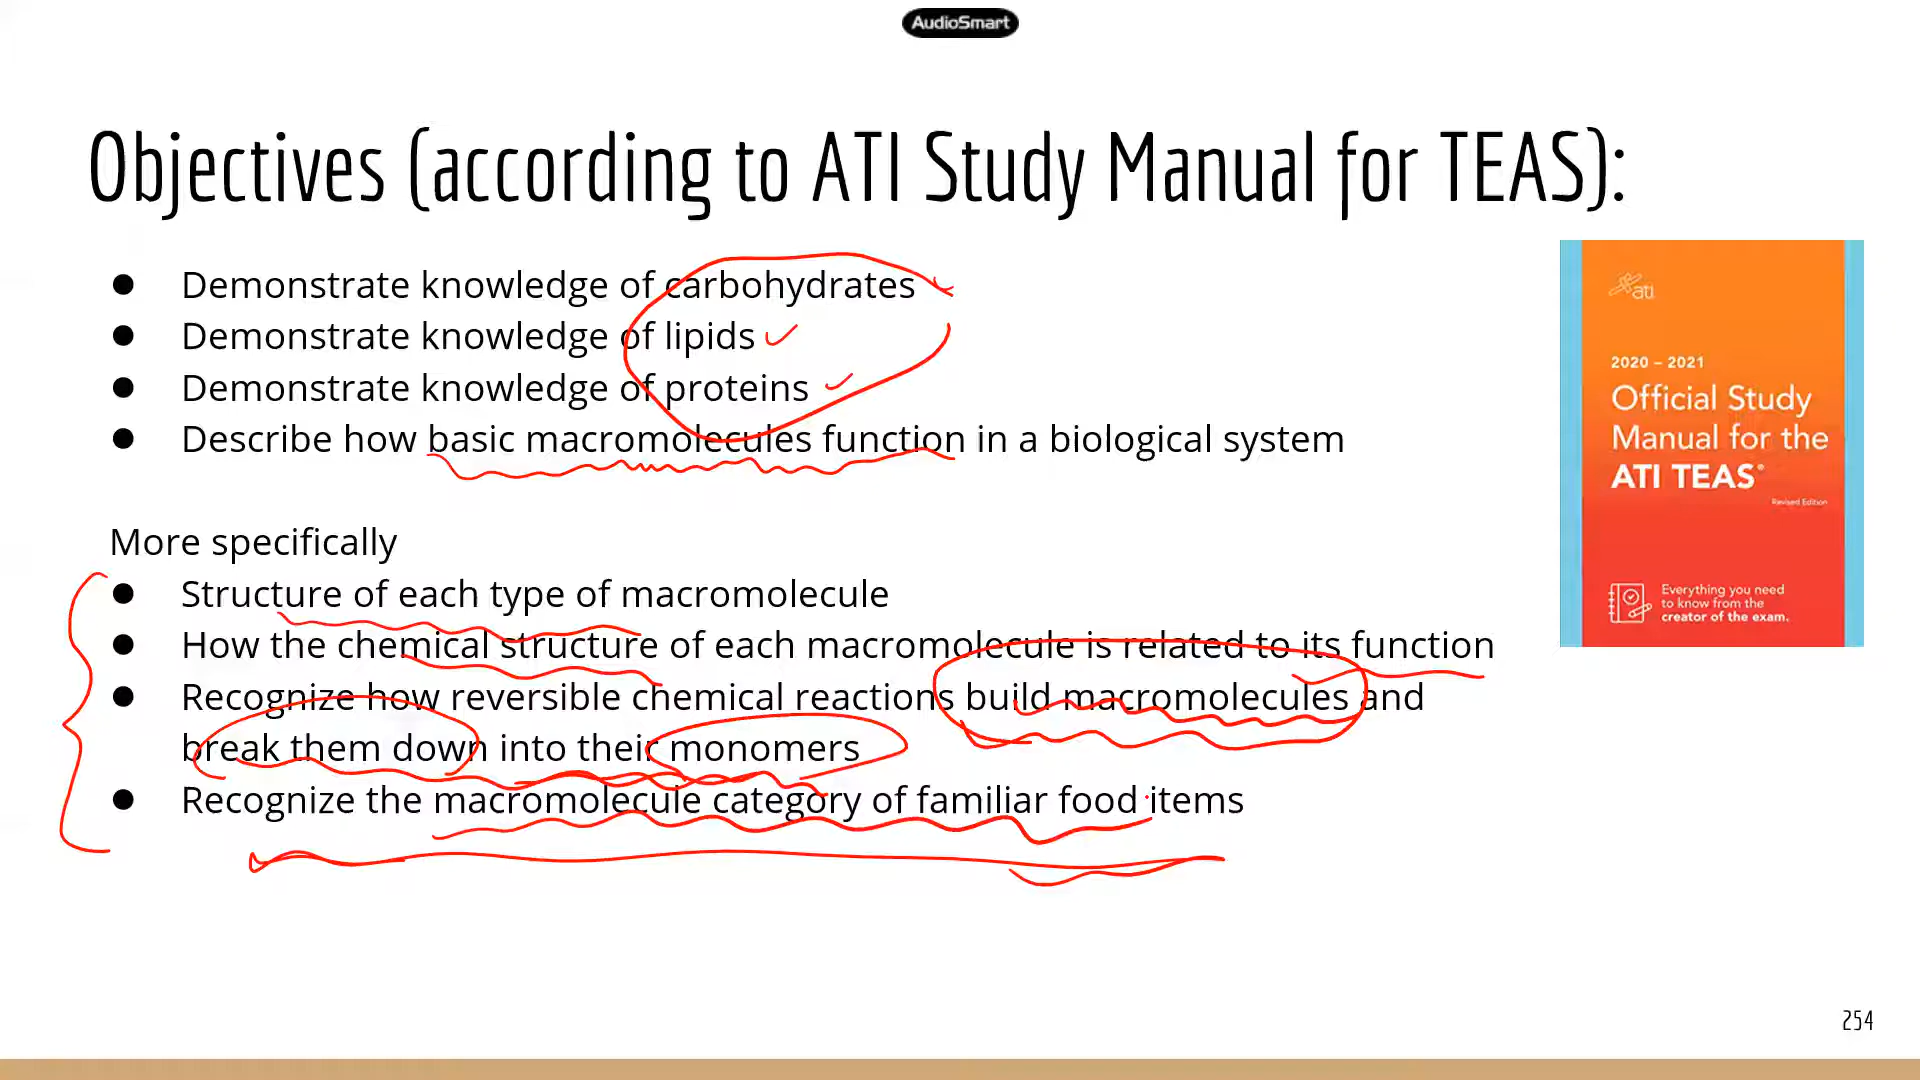 AudioSmart
Objectives (according to ATI Study Manual for TEAS):
● Demonstrate knowledge of carbohydrates
● Demonstrate knowledge of lipids
● Demonstrate knowledge of proteins
● Describe how basic macromolecules function in a biological system
More specifically
● Structure of each type of macromolecule
● How the chemical structure of each macromolecule is related to its function
● Recognize how reversible chemical reactions build macromolecules and
break them down into their monomers
● Recognize the macromolecule category of familiar food items
ati
2020 – 2021
Official Study
Manual for the
ATI TEAS®
Revised Edition
Everything you need
to know from the
creator of the exam.
254